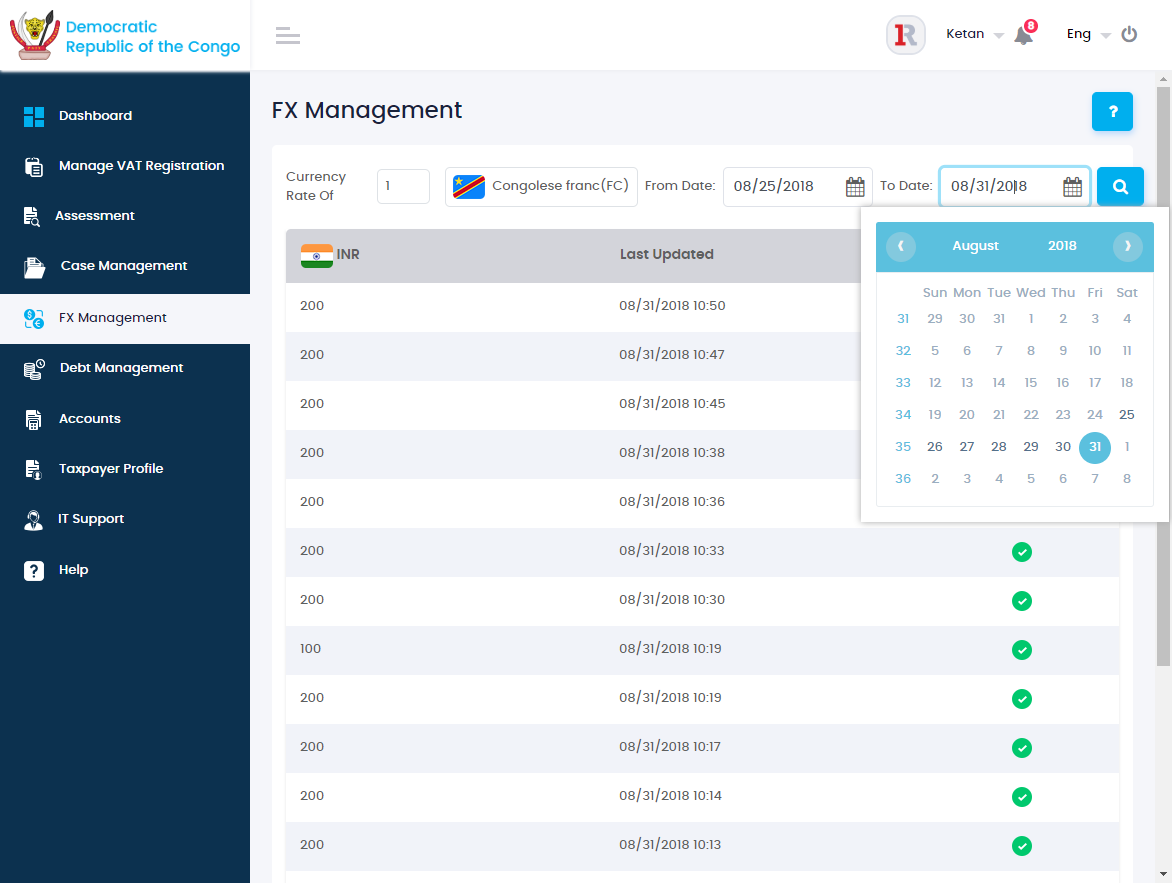 Democratic
Republic of the Congo
Ketan
8
Eng
Dashboard
Manage VAT Registration
Assessment
Case Management
FX Management
Debt Management
Accounts
Taxpayer Profile
IT Support
Help
FX Management
?
Currency
Rate Of
1
Congolese franc(FC)
From Date:
08/25/2018
To Date:
08/31/2018
INR Last Updated
200 08/31/2018 10:50
200 08/31/2018 10:47
200 08/31/2018 10:45
200 08/31/2018 10:38
200 08/31/2018 10:36
200 08/31/2018 10:33
200 08/31/2018 10:30
100 08/31/2018 10:19
200 08/31/2018 10:19
200 08/31/2018 10:17
200 08/31/2018 10:14
200 08/31/2018 10:13
August 2018
Sun Mon Tue Wed Thu Fri Sat
31 29 30 31 1 2 3 4
32 5 6 7 8 9 10 11
33 12 13 14 15 16 17 18
34 19 20 21 22 23 24 25
35 26 27 28 29 30 31 1
36 2 3 4 5 6 7 8